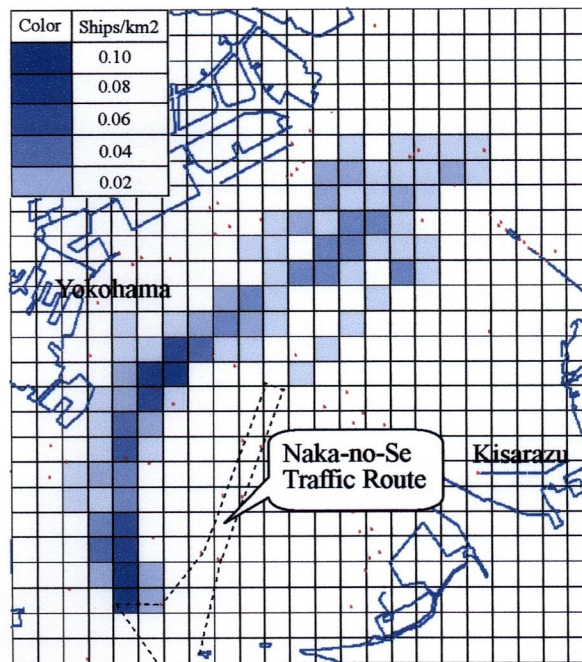 Color Ships/km2
0.10
0.08
0.06
0.04
0.02
Yokohama
Naka-no-Se
Traffic Route
Kisarazu